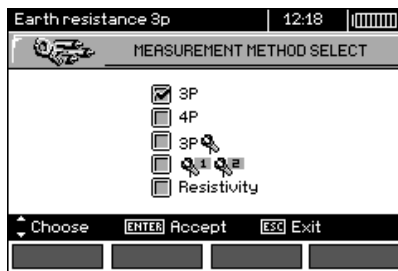 Earth resistance 3p 12:18
MEASUREMENT METHOD SELECT
3P
4P
3P
1 2
Resistivity
Choose ENTER Accept ESC Exit